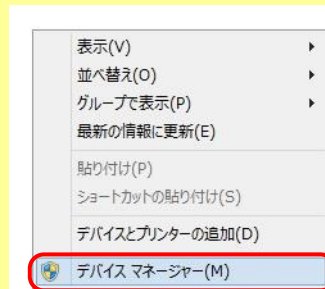 表示(V)
並べ替え(O)
グループで表示(P)
最新の情報に更新(E)
貼り付け(P)
ショートカットの貼り付け(S)
デバイスとプリンターの追加(D)
デバイス マネージャー(M)